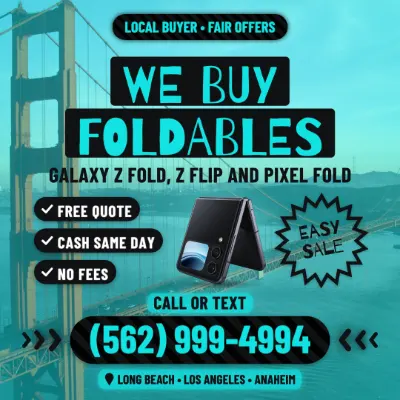 LOCAL BUYER • FAIR OFFERS
WE BUY
FOLDABLES
GALAXY Z FOLD, Z FLIP AND PIXEL FOLD
FREE QUOTE
CASH SAME DAY
NO FEES
EASY
SALE
CALL OR TEXT
(562) 999-4994
LONG BEACH • LOS ANGELES • ANAHEIM